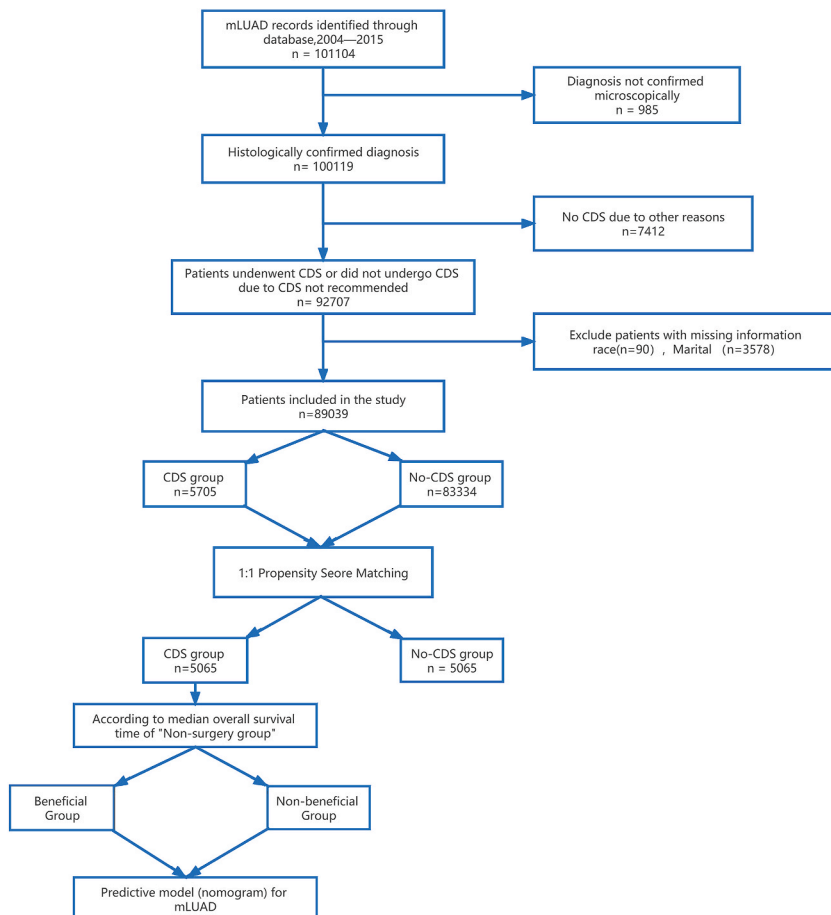 mLUAD records identified through
database,2004—2015
n = 101104
Diagnosis not confirmed
microscopically
n = 985
Histologically confirmed diagnosis
n= 100119
No CDS due to other reasons
n=7412
Patients undenwent CDS or did not undergo CDS
due to CDS not recommended
n= 92707
Exclude patients with missing information
race(n=90) , Marital (n=3578)
Patients included in the study
n=89039
CDS group
n=5705
No-CDS group
n=83334
1:1 Propensity Seore Matching
CDS group
n=5065
No-CDS group
n = 5065
According to median overall survival
time of "Non-surgery group"
Beneficial
Group
Non-beneficial
Group
Predictive model (nomogram) for
mLUAD